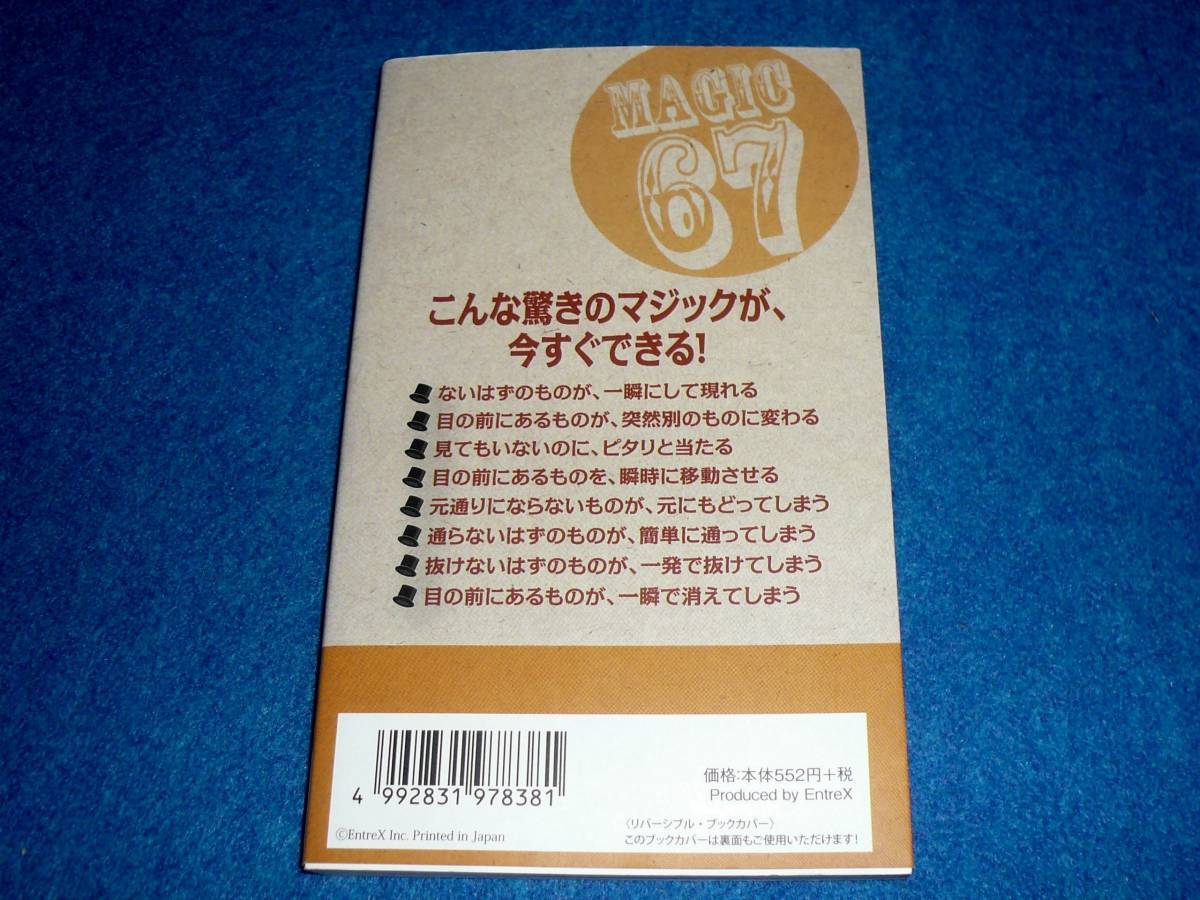 MAGIC
67
こんな驚きのマジックが、
今すぐできる!
ないはずのものが、一瞬にして現れる
目の前にあるものが、突然別のものに変わる
見てもいないのに、ピタリと当たる
目の前にあるものを、瞬時に移動させる
元通りにならないものが、元にもどってしまう
通らないはずのものが、簡単に通ってしまう
抜けないはずのものが、一発で抜けてしまう
目の前にあるものが、一瞬で消えてしまう
4 992831 978381
©EntreX Inc. Printed in Japan
価格:本体552円+税
Produced by EntreX
〈リバーシブル・ブックカバー〉
このブックカバーは裏面もご使用いただけます!